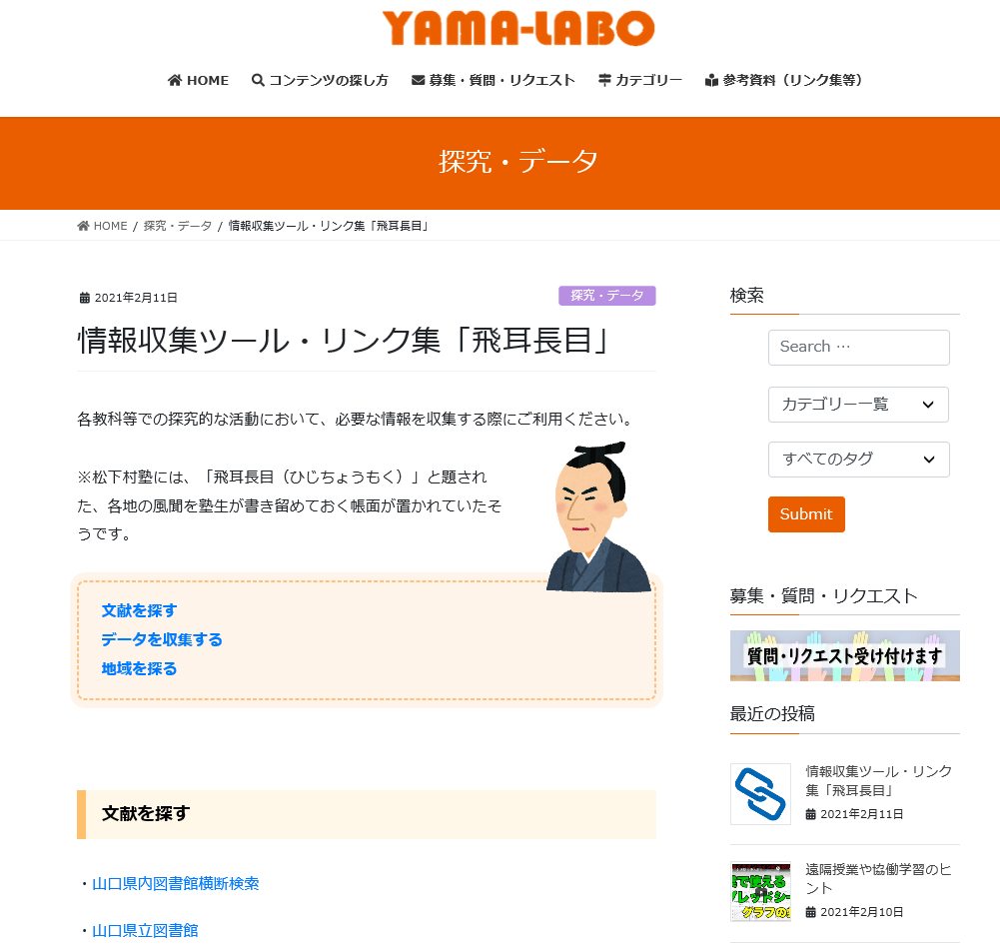 YAMA-LABO
HOME コンテンツの探し方 募集・質問・リクエスト カテゴリー 参考資料（リンク集等）
探究・データ
HOME / 探究・データ / 情報収集ツール・リンク集「飛耳長目」
2021年2月11日 探究・データ
情報収集ツール・リンク集「飛耳長目」
各教科等での探究的な活動において、必要な情報を収集する際にご利用ください。
※松下村塾には、「飛耳長目（ひじちょうもく）」と題され
た、各地の風聞を塾生が書き留めておく帳面が置かれていたそ
うです。
文献を探す
データを収集する
地域を探る
文献を探す
・山口県内図書館横断検索
・山口県立図書館
検索
Search …
カテゴリー一覧
すべてのタグ
Submit
募集・質問・リクエスト
質問・リクエスト受け付けます
最近の投稿
情報収集ツール・リンク
集「飛耳長目」
2021年2月11日
遠隔授業や協働学習のヒ
ント
2021年2月10日
で使える
グラフの